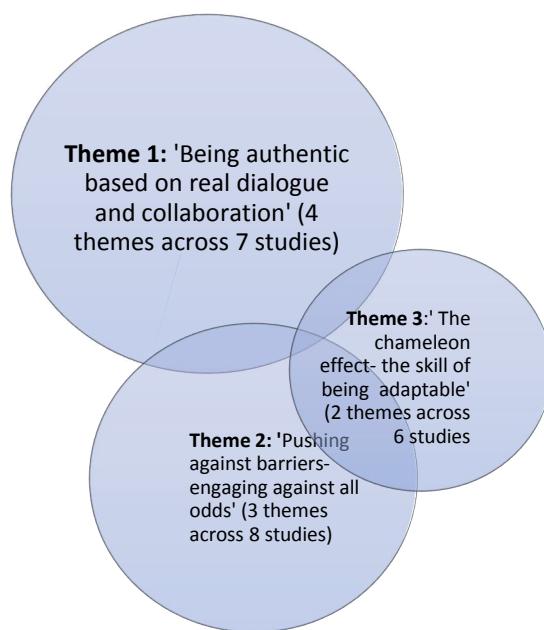 Theme 1: 'Being authentic
based on real dialogue
and collaboration' (4
themes across 7 studies)
Theme 3:' The
chameleon
effect- the skill of
being adaptable'
(2 themes across
6 studies
Theme 2: 'Pushing
against barriers-
engaging against all
odds' (3 themes
across 8 studies)